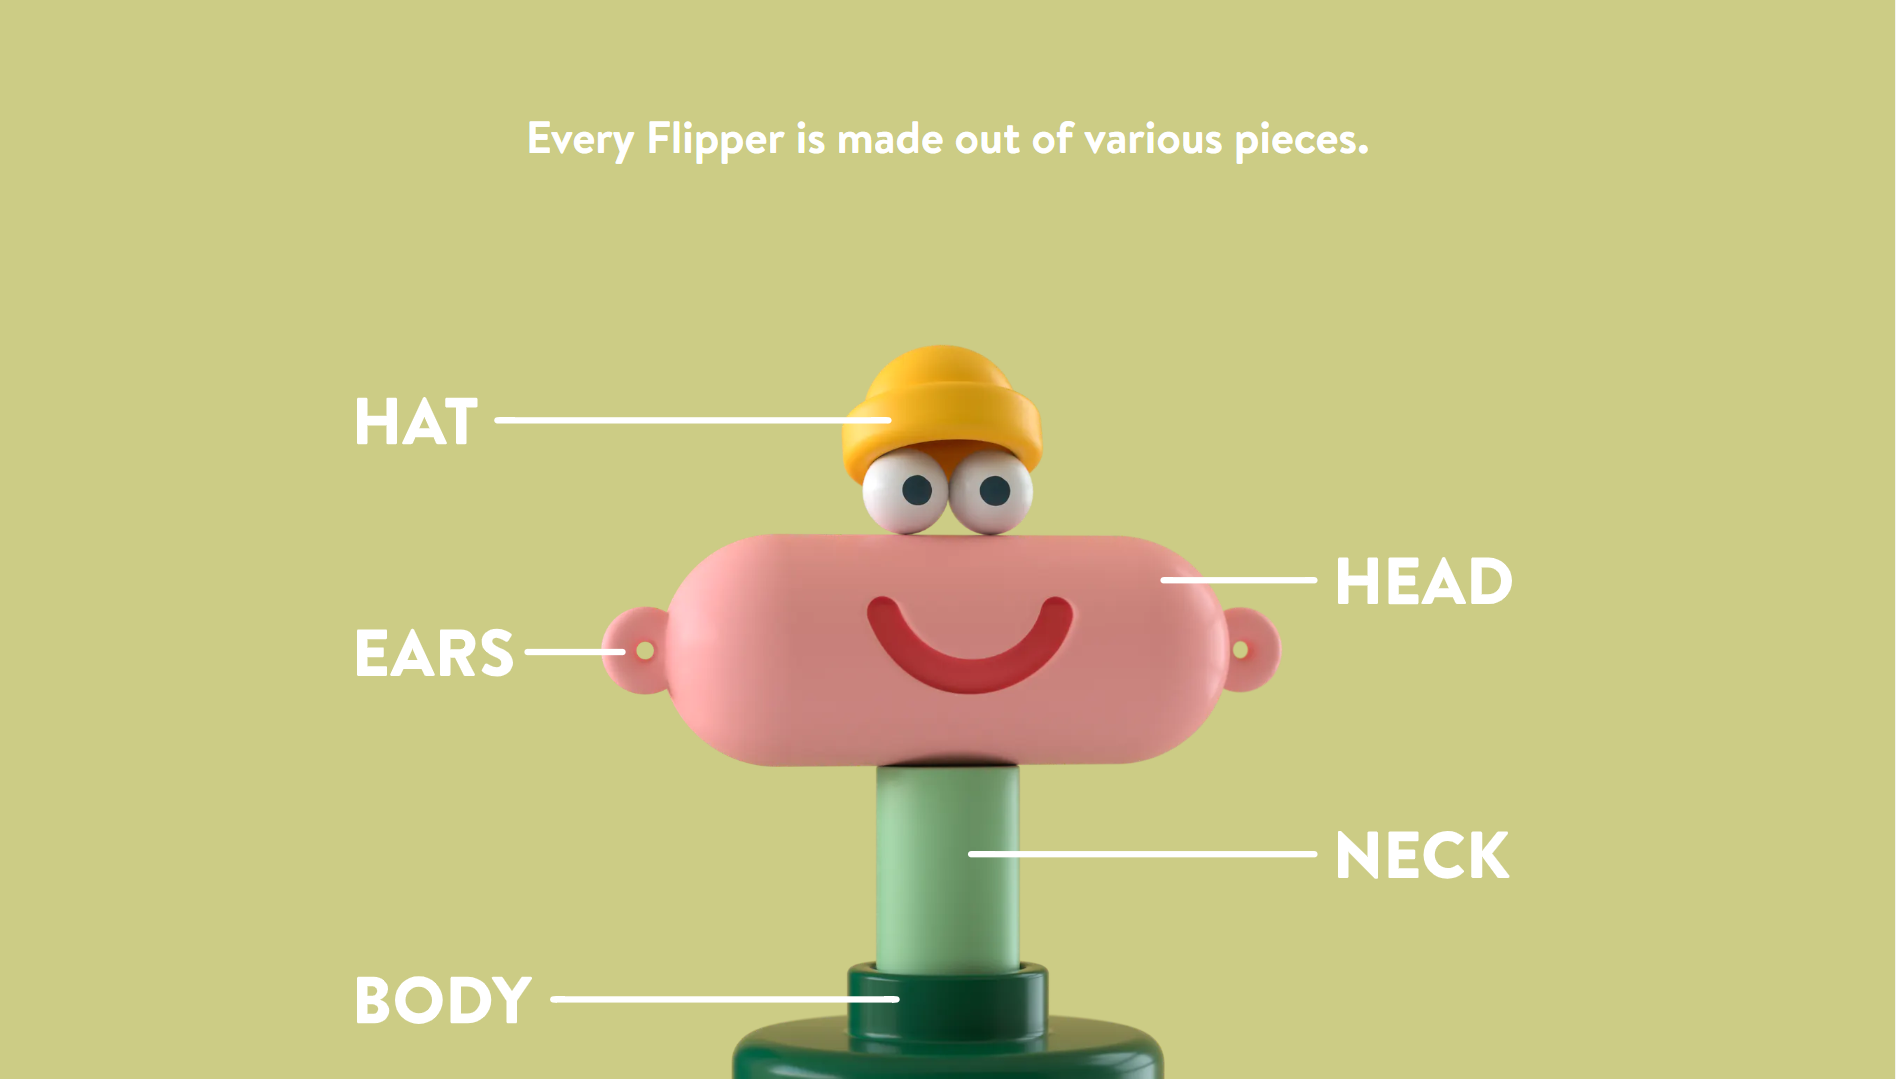 Every Flipper is made out of various pieces.
HAT
HEAD
EARS
NECK
BODY